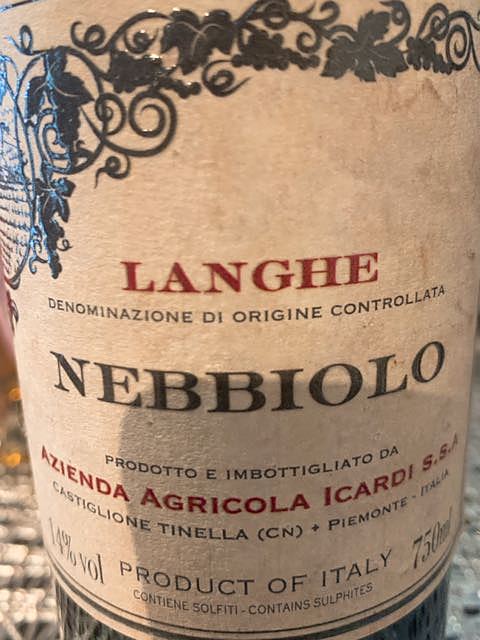 LANGHE
DENOMINAZIONE DI ORIGINE CONTROLLATA
NEBBIOLO
PRODOTTO E IMBOTTIGLIATO DA
AZIENDA AGRICOLA ICARDI S.S.A
CASTIGLIONE TINELLA (CN) + PIEMONTE - ITALIA
14% vol PRODUCT OF ITALY 750ml
CONTIENE SOLFITI - CONTAINS SULPHITES